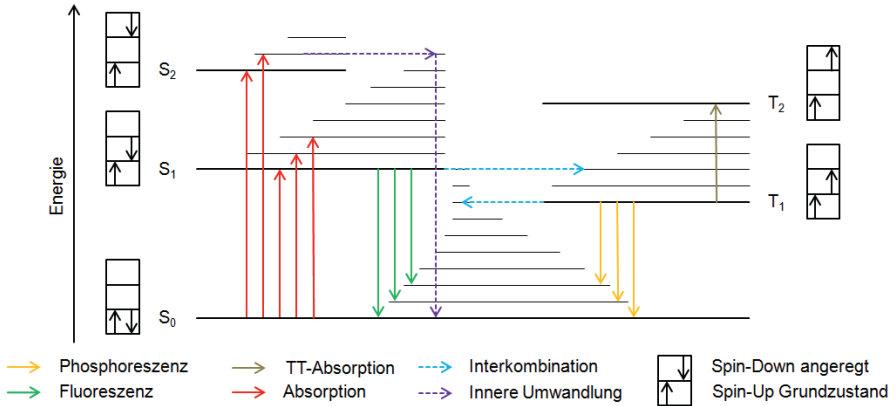 Energie
S2
S1
S0
T2
T1
Phosphoreszenz
TT-Absorption
Interkombination
Spin-Down angeregt
Fluoreszenz
Absorption
Innere Umwandlung
Spin-Up Grundzustand